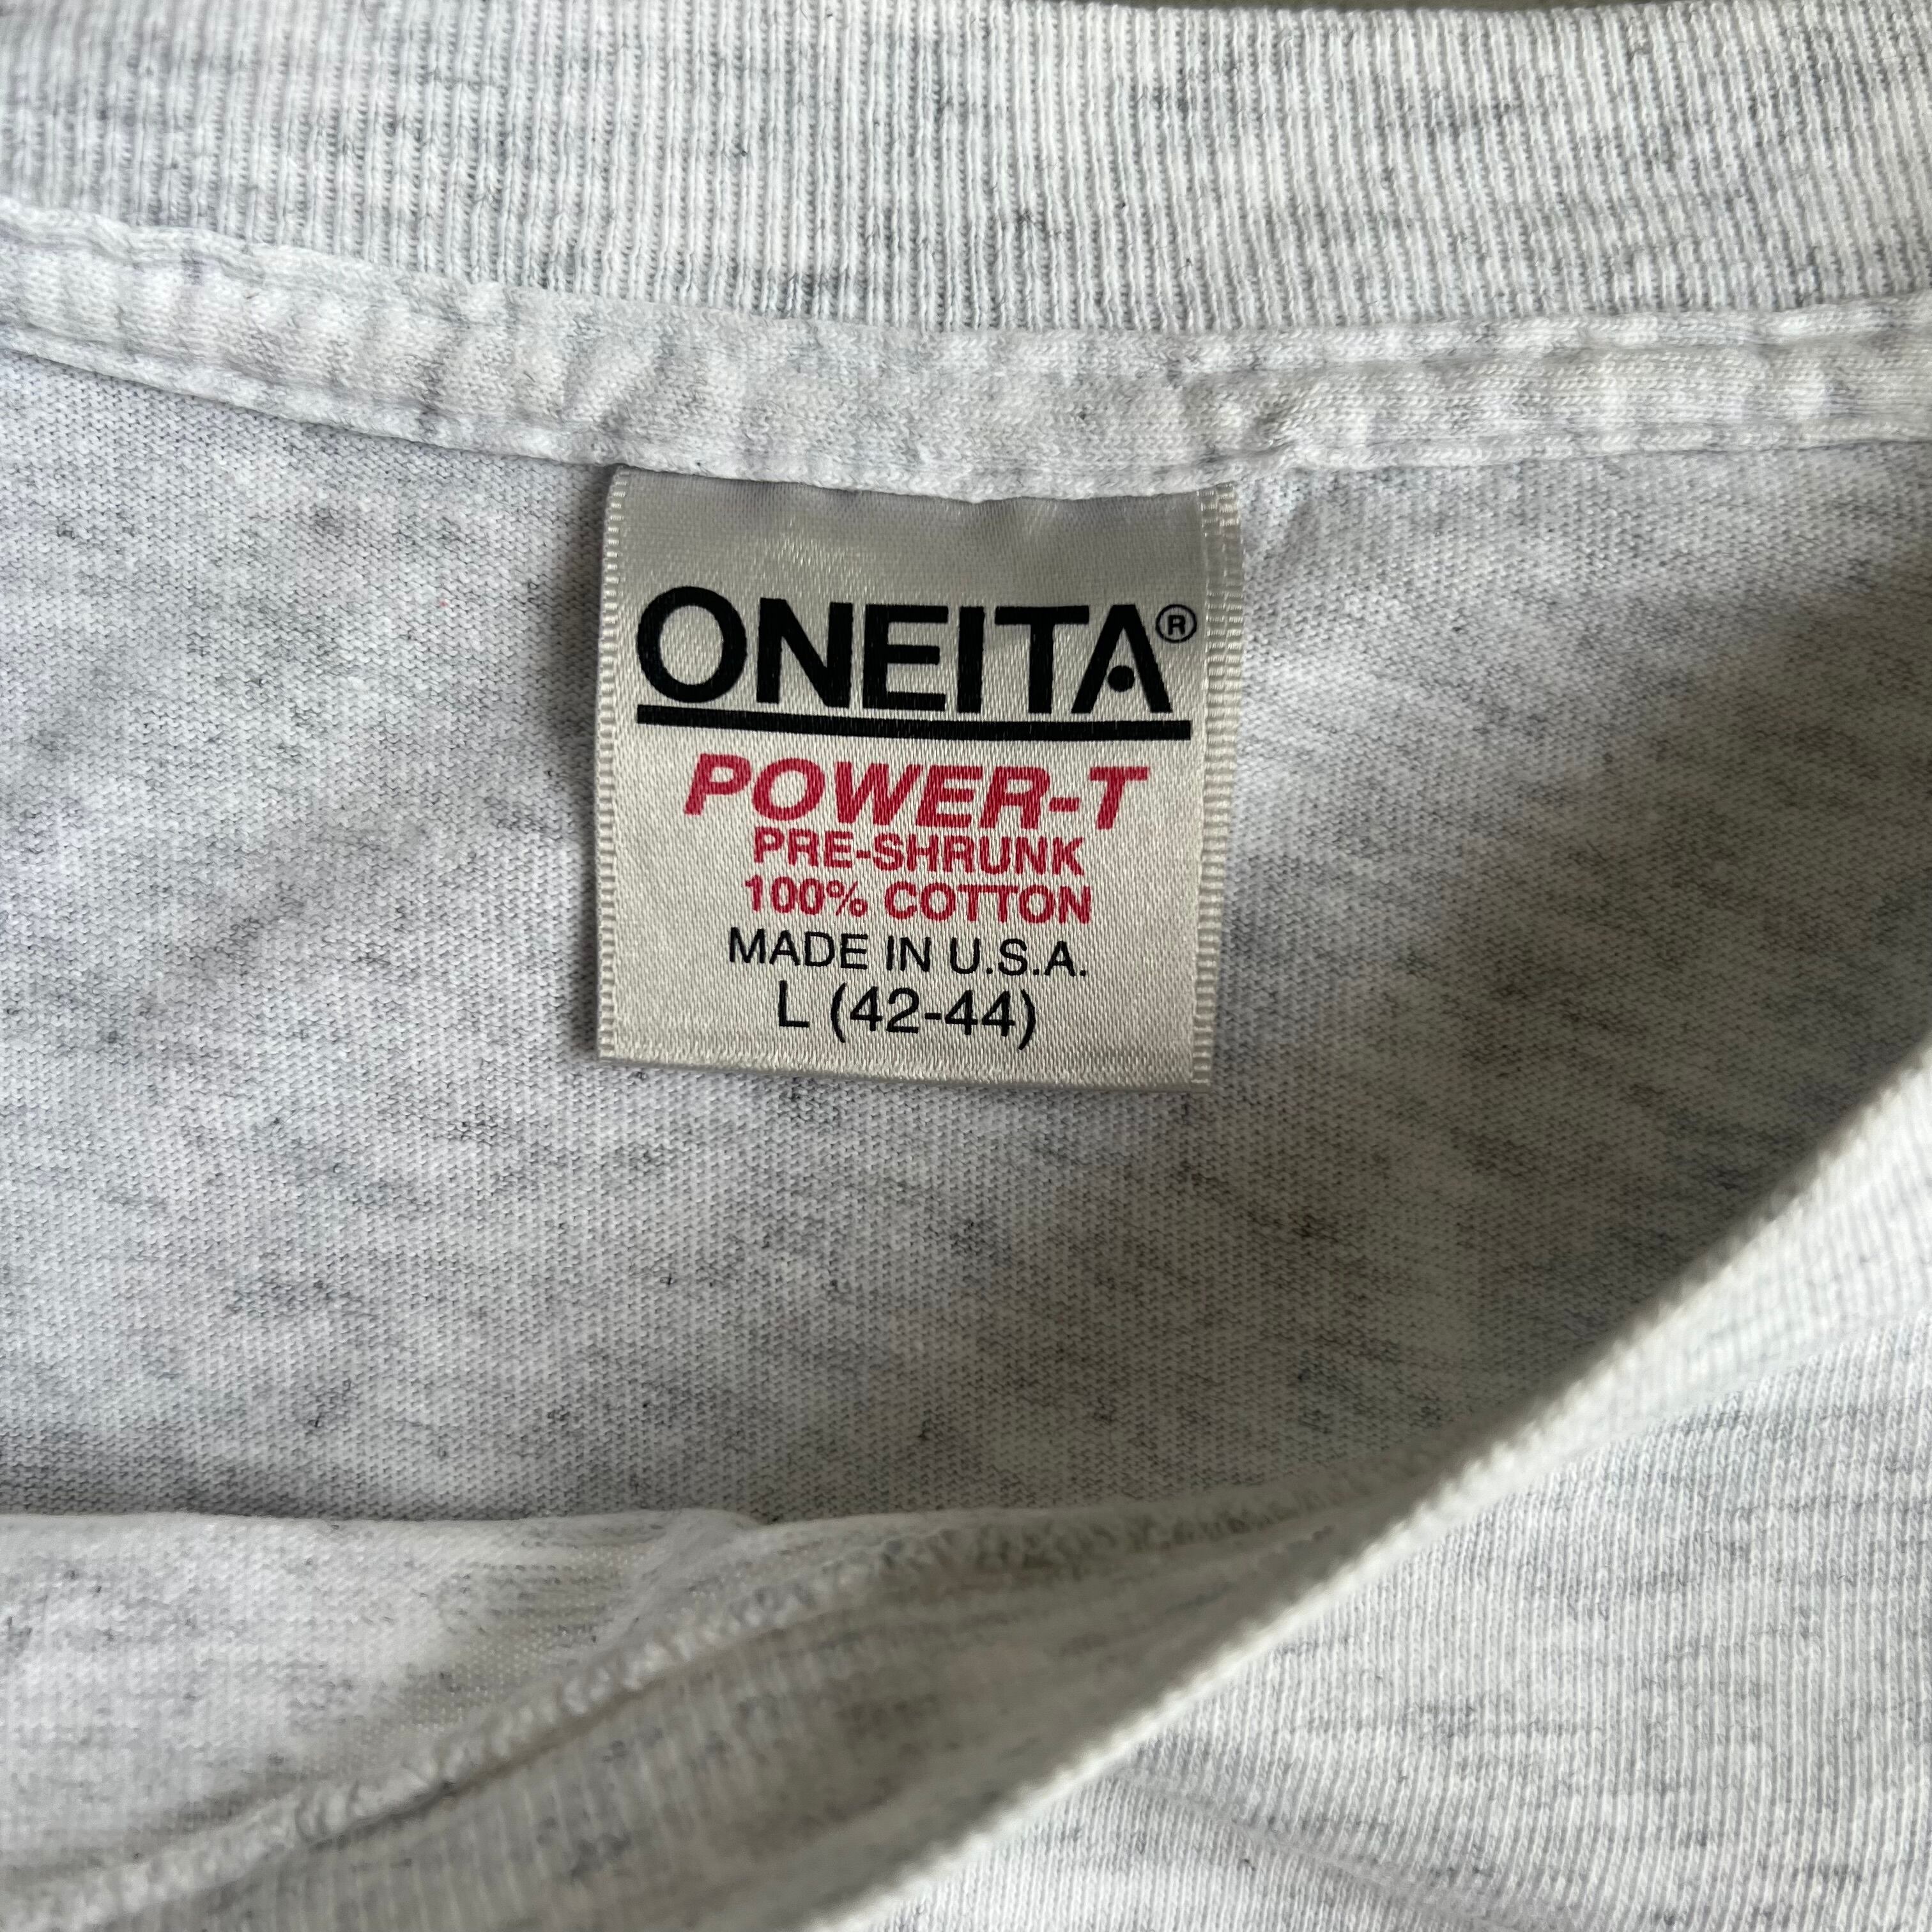 ONEITA®
POWER-T
PRE-SHRUNK
100% COTTON
MADE IN U.S.A.
L (42-44)